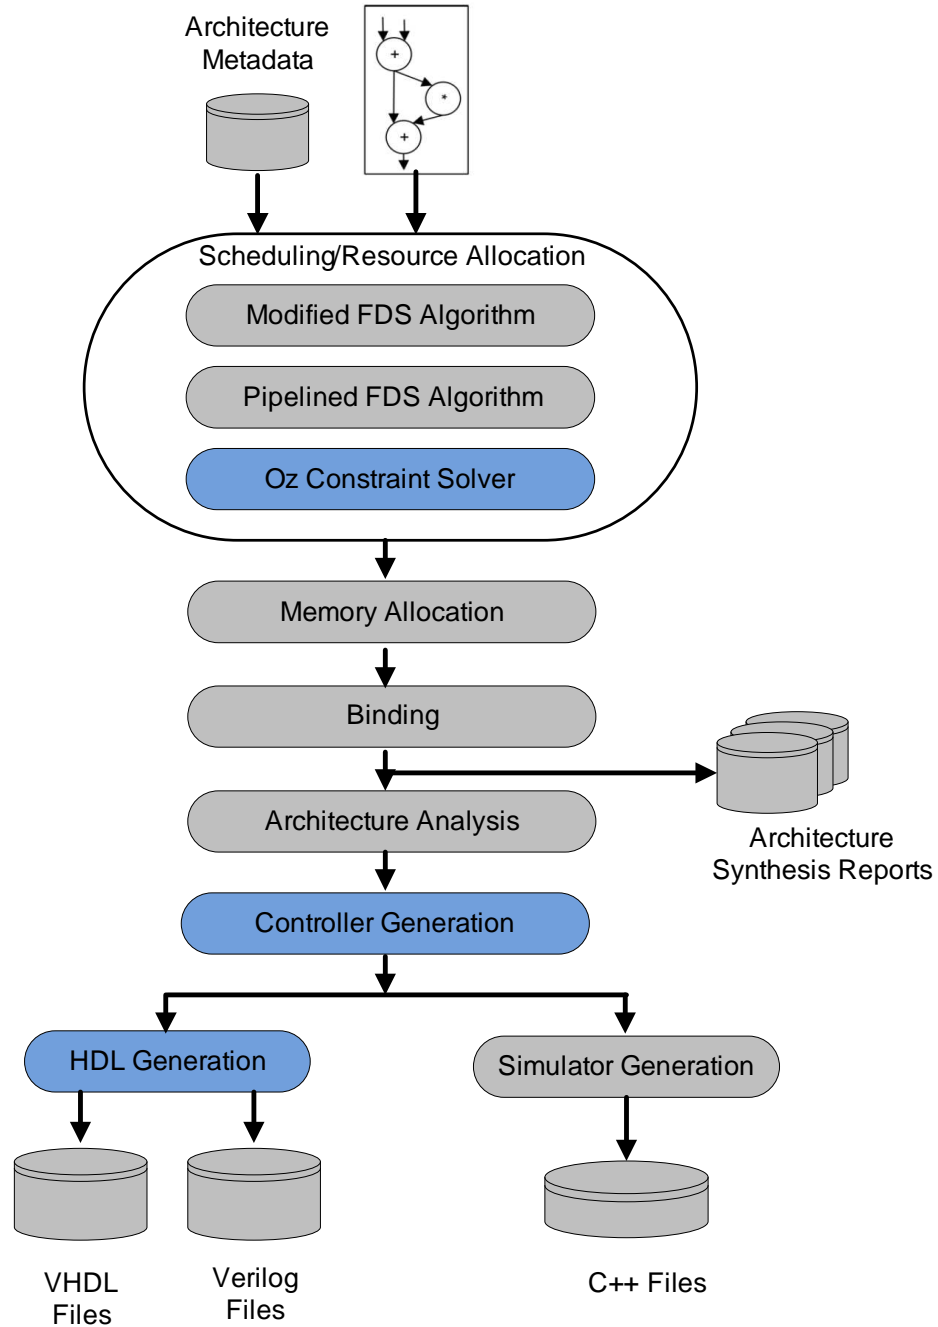 Architecture
Metadata
+
*
+
Scheduling/Resource Allocation
Modified FDS Algorithm
Pipelined FDS Algorithm
Oz Constraint Solver
Memory Allocation
Binding
Architecture Analysis
Architecture
Synthesis Reports
Controller Generation
HDL Generation
Simulator Generation
VHDL
Files
Verilog
Files
C++ Files